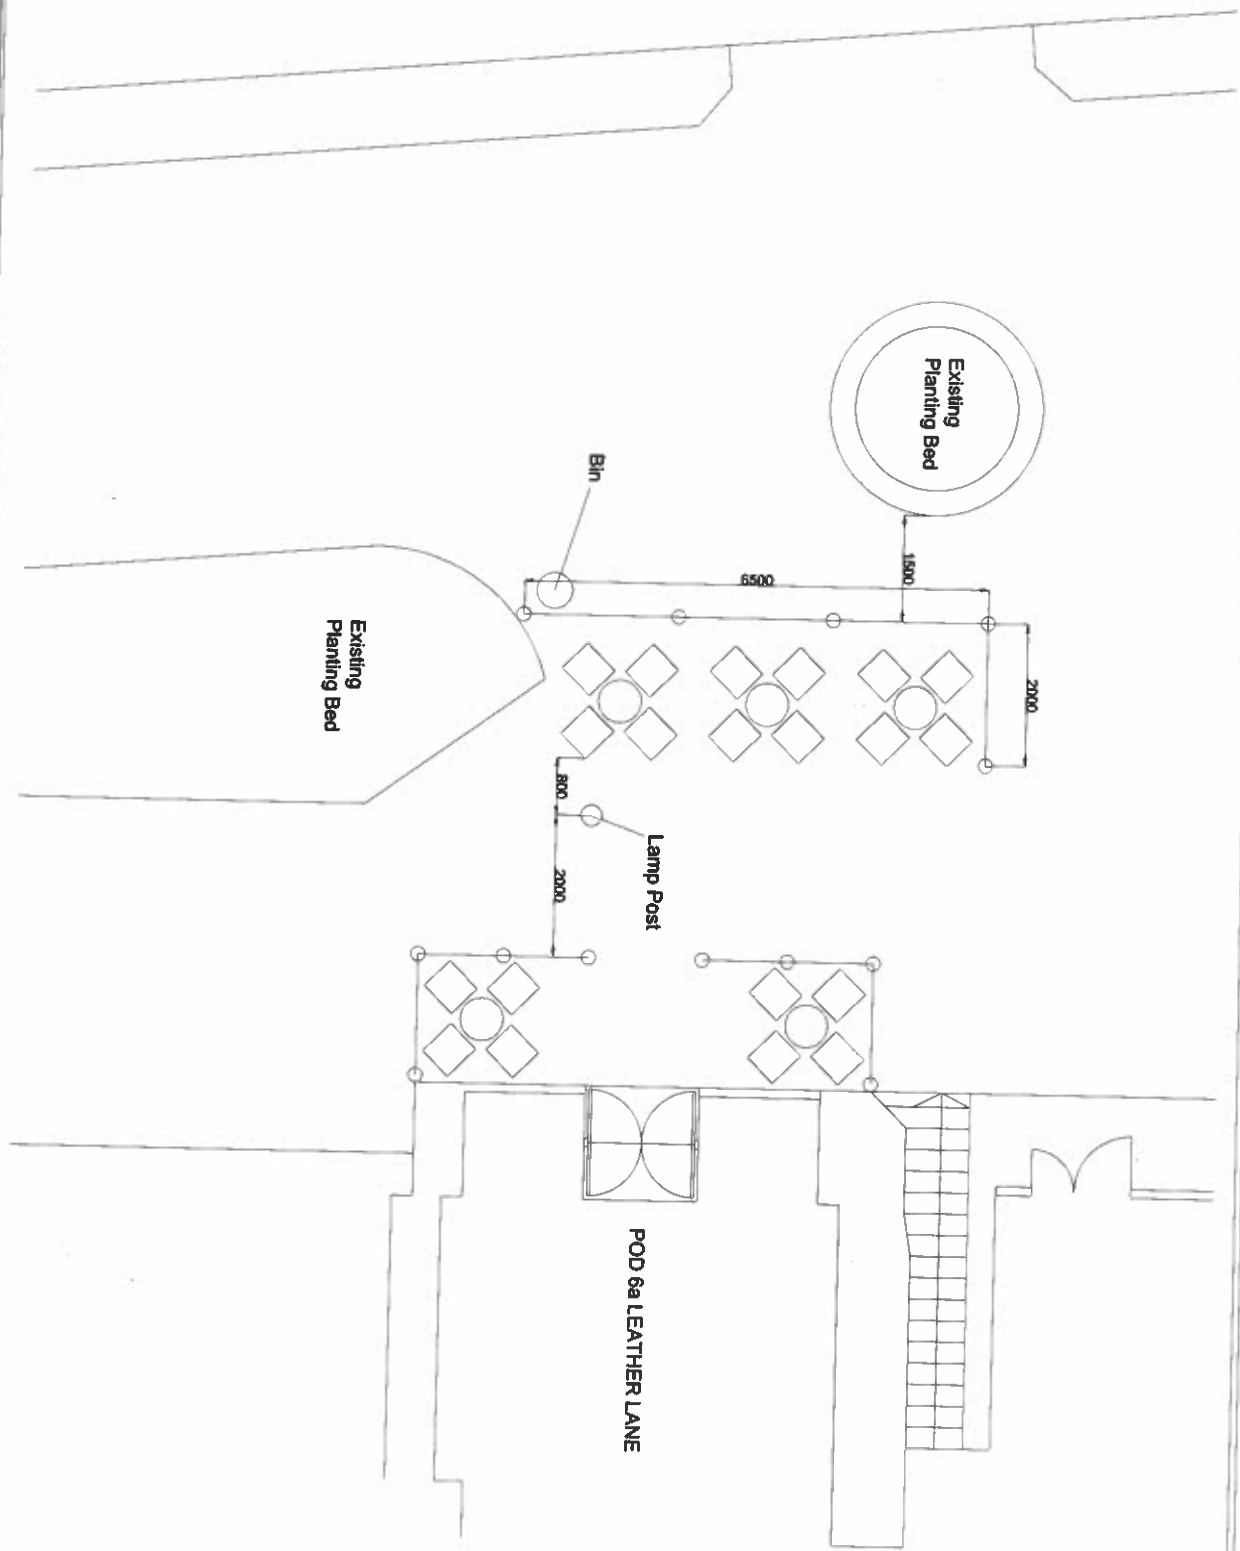 Existing
Planting Bed
Bin
1500
6500
2000
Existing
Planting Bed
800
Lamp Post
2000
POD 6a LEATHER LANE